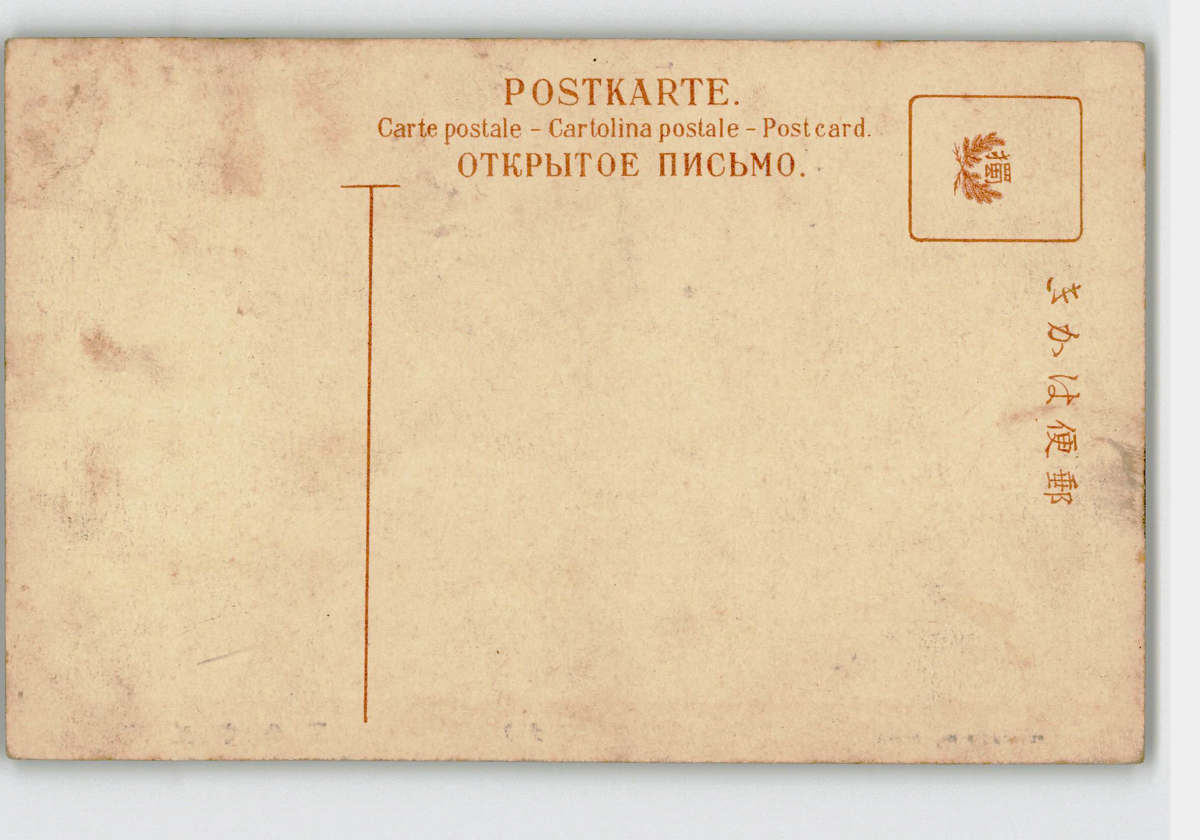 POSTKARTE.
Carte postale – Cartolina postale – Post card.
ОТКРЫТОЕ ПИСЬМО.
郵便はかき